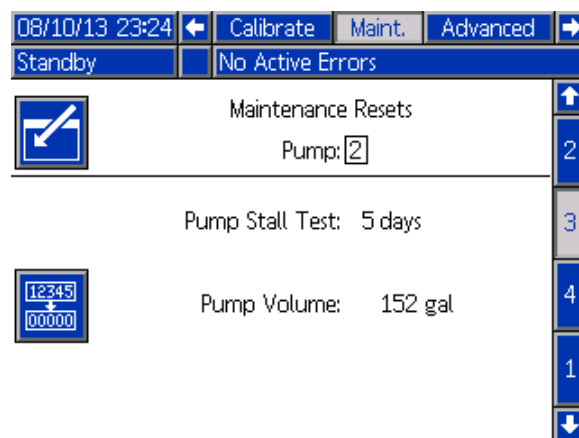 08/10/13 23:24 Calibrate Maint. Advanced
Standby No Active Errors
Maintenance Resets
Pump: 2
2
Pump Stall Test: 5 days
3
12345
00000
Pump Volume: 152 gal
4
1